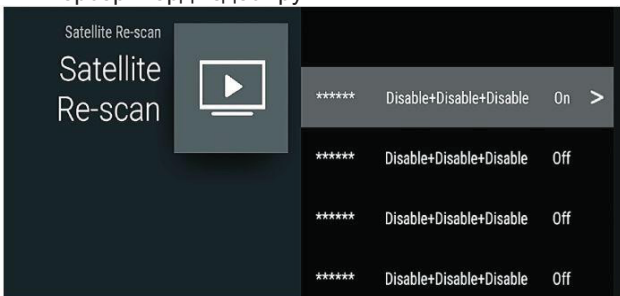 Satellite Re-scan
Satellite
Re-scan
****** Disable+Disable+Disable On >
****** Disable+Disable+Disable Off
****** Disable+Disable+Disable Off
****** Disable+Disable+Disable Off